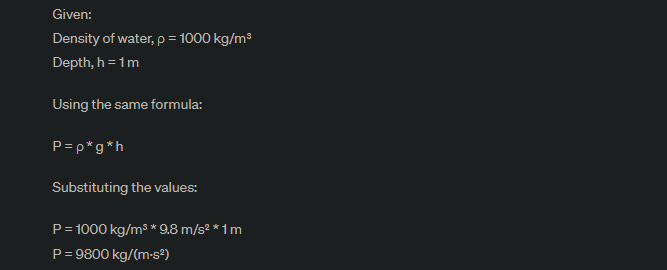 Given:
Density of water, ρ = 1000 kg/m³
Depth, h = 1 m
Using the same formula:
P = ρ * g * h
Substituting the values:
P = 1000 kg/m³ * 9.8 m/s² * 1 m
P = 9800 kg/(m·s²)